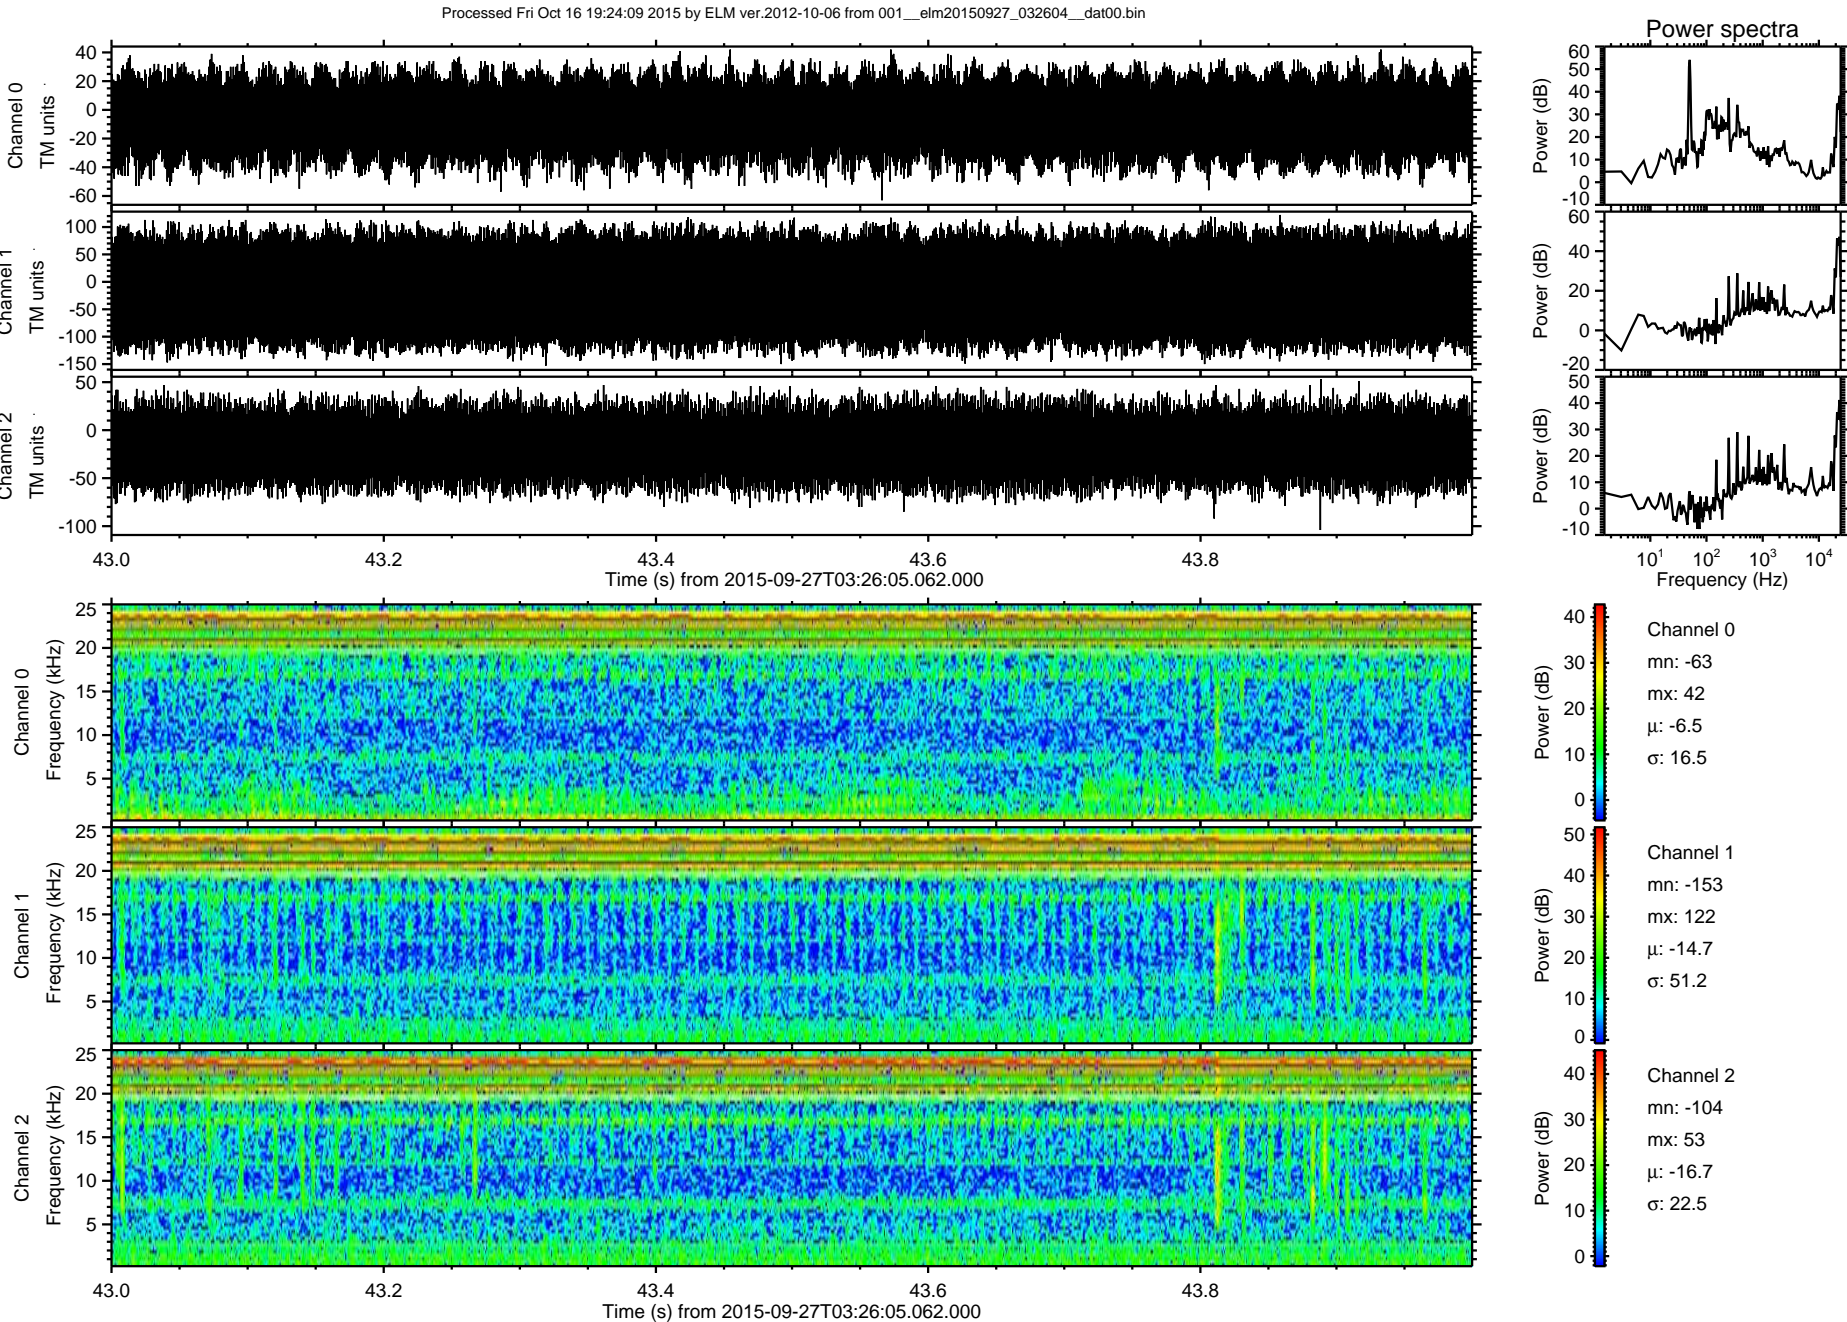 Processed Fri Oct 16 19:24:09 2015 by ELM ver.2012-10-06 from 001__elm20150927_032604__dat00.bin
Power spectra
Channel 0
TM units
40
20
0
-20
-40
-60
Power (dB)
60
50
40
30
20
10
0
-10
Channel 1
TM units
100
50
0
-50
-100
-150
Power (dB)
60
40
20
0
-20
Channel 2
TM units
50
0
-50
-100
Power (dB)
50
40
30
20
10
0
-10
43.0 43.2 43.4 43.6 43.8
Time (s) from 2015-09-27T03:26:05.062.000
10¹ 10² 10³ 10⁴
Frequency (Hz)
Channel 0
Frequency (kHz)
25
20
15
10
5
Power (dB)
40
30
20
10
0
Channel 0
mn: -63
mx: 42
μ: -6.5
σ: 16.5
Channel 1
Frequency (kHz)
25
20
15
10
5
Power (dB)
50
40
30
20
10
0
Channel 1
mn: -153
mx: 122
μ: -14.7
σ: 51.2
Channel 2
Frequency (kHz)
25
20
15
10
5
Power (dB)
40
30
20
10
0
Channel 2
mn: -104
mx: 53
μ: -16.7
σ: 22.5
43.0 43.2 43.4 43.6 43.8
Time (s) from 2015-09-27T03:26:05.062.000